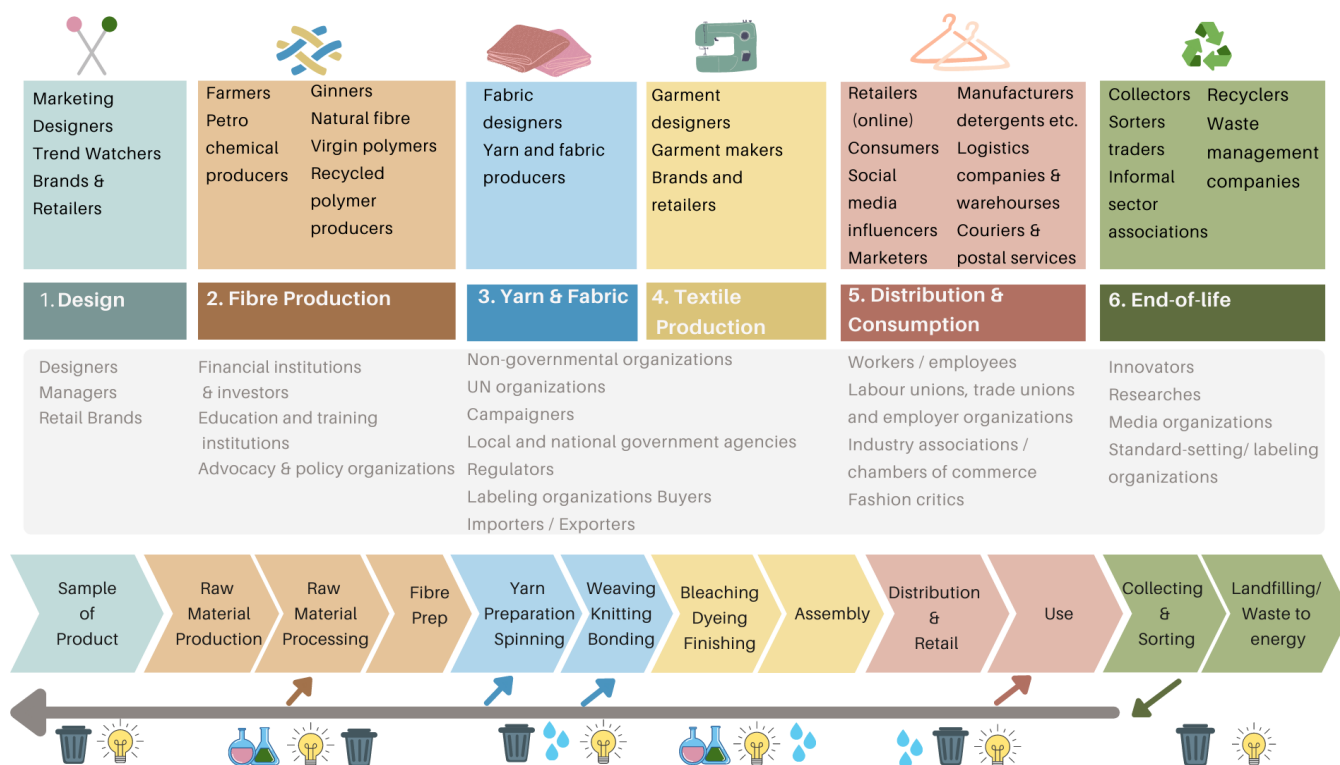 Marketing
Designers
Trend Watchers
Brands &
Retailers
Farmers
Petro
chemical
producers
Ginners
Natural fibre
Virgin polymers
Recycled
polymer
producers
Fabric
designers
Yarn and fabric
producers
Garment
designers
Garment makers
Brands and
retailers
Retailers
(online)
Consumers
Social
media
influencers
Marketers
Manufacturers
detergents etc.
Logistics
companies &
warehourses
Couriers &
postal services
Collectors
Sorters
traders
Informal
sector
associations
Recyclers
Waste
management
companies
1. Design
2. Fibre Production
3. Yarn & Fabric
4. Textile
Production
5. Distribution &
Consumption
6. End-of-life
Designers
Managers
Retail Brands
Financial institutions
& investors
Education and training
institutions
Advocacy & policy organizations
Non-governmental organizations
UN organizations
Campaigners
Local and national government agencies
Regulators
Labeling organizations Buyers
Importers / Exporters
Workers / employees
Labour unions, trade unions
and employer organizations
Industry associations /
chambers of commerce
Fashion critics
Innovators
Researches
Media organizations
Standard-setting/ labeling
organizations
Sample
of
Product
Raw
Material
Production
Raw
Material
Processing
Fibre
Prep
Yarn
Preparation
Spinning
Weaving
Knitting
Bonding
Bleaching
Dyeing
Finishing
Assembly
Distribution
&
Retail
Use
Collecting
&
Sorting
Landfilling/
Waste to
energy